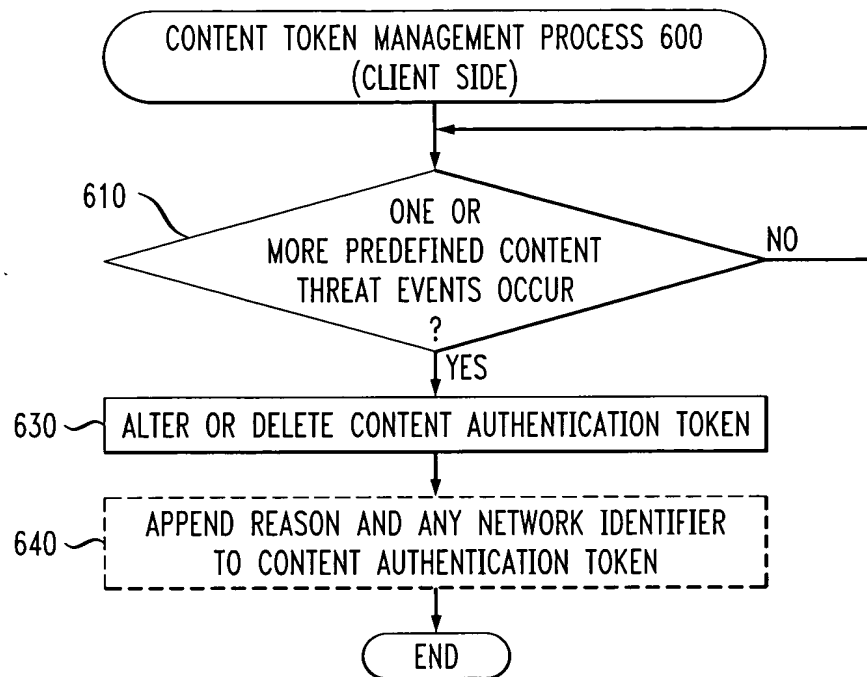 CONTENT TOKEN MANAGEMENT PROCESS 600
(CLIENT SIDE)
610
ONE OR
MORE PREDEFINED CONTENT
THREAT EVENTS OCCUR
?
NO
YES
630
ALTER OR DELETE CONTENT AUTHENTICATION TOKEN
640
APPEND REASON AND ANY NETWORK IDENTIFIER
TO CONTENT AUTHENTICATION TOKEN
END